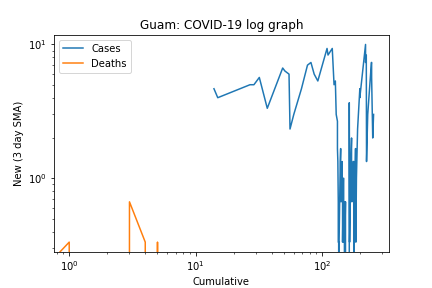 Guam: COVID-19 log graph
Cases
Deaths
New (3 day SMA)
10¹
10⁰
10⁰
10¹
10²
Cumulative